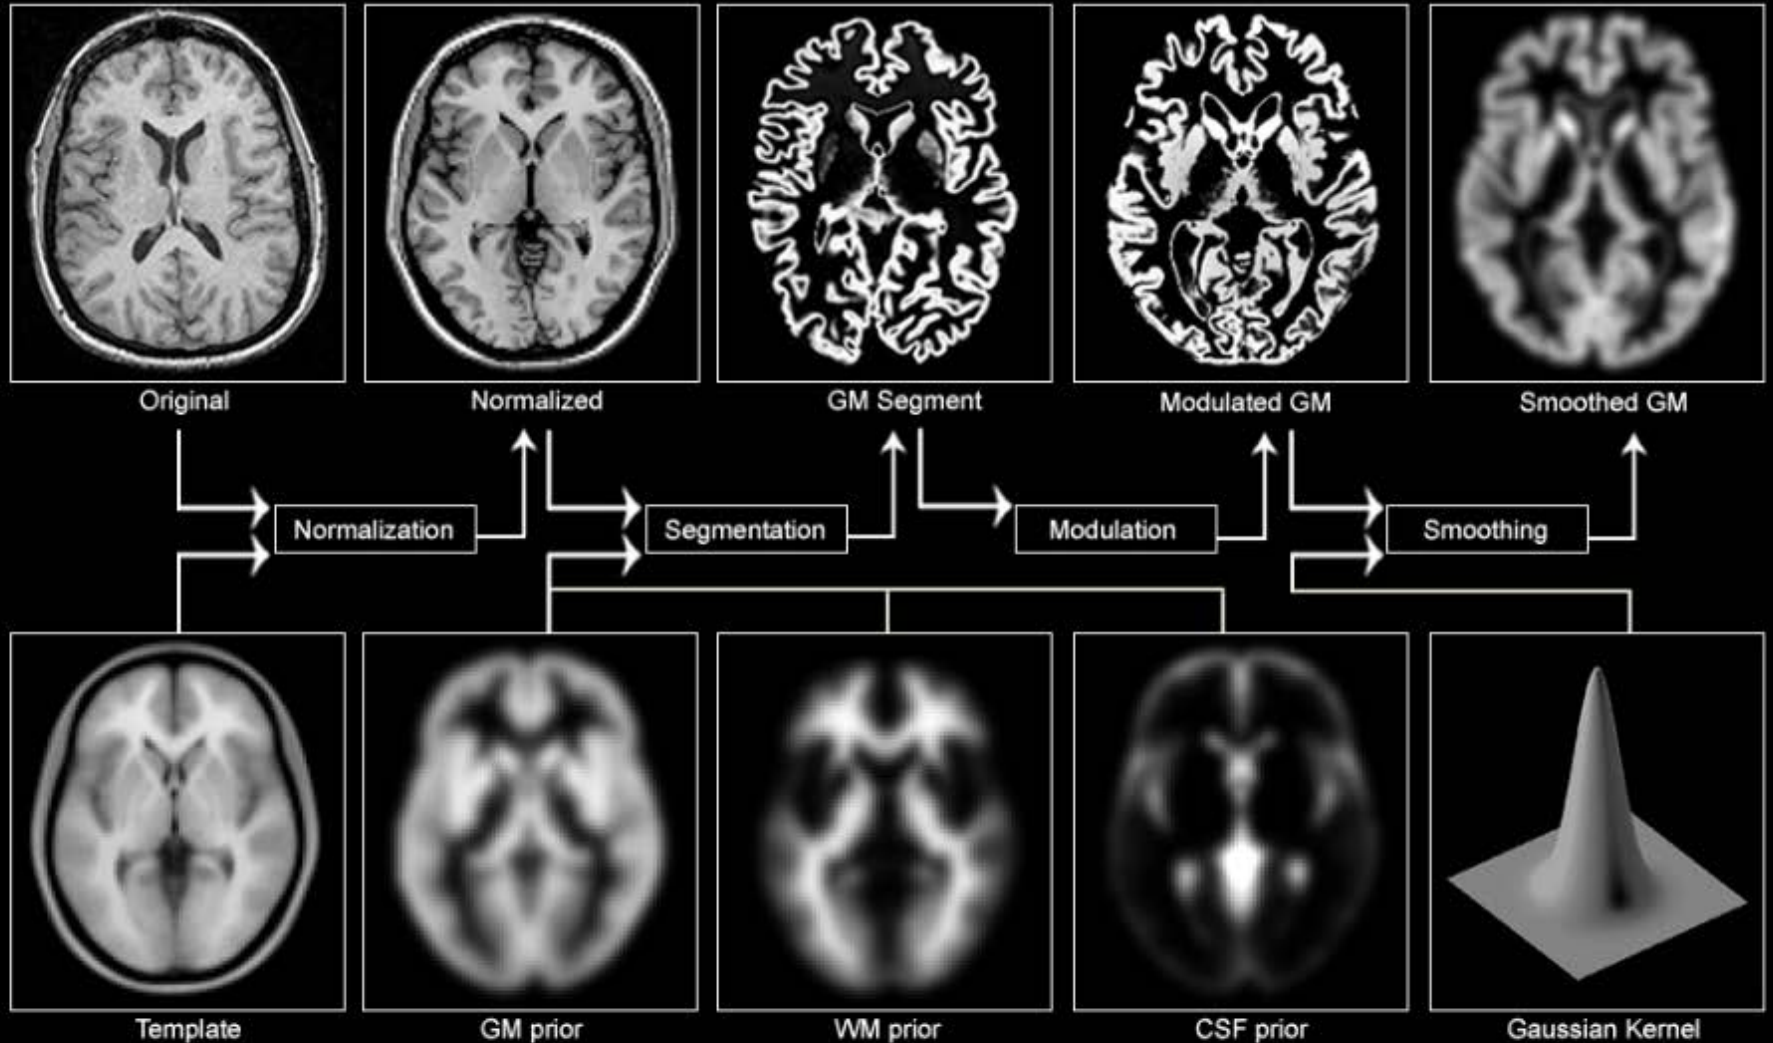 Original
Normalized
GM Segment
Modulated GM
Smoothed GM
Normalization
Segmentation
Modulation
Smoothing
Template
GM prior
WM prior
CSF prior
Gaussian Kernel